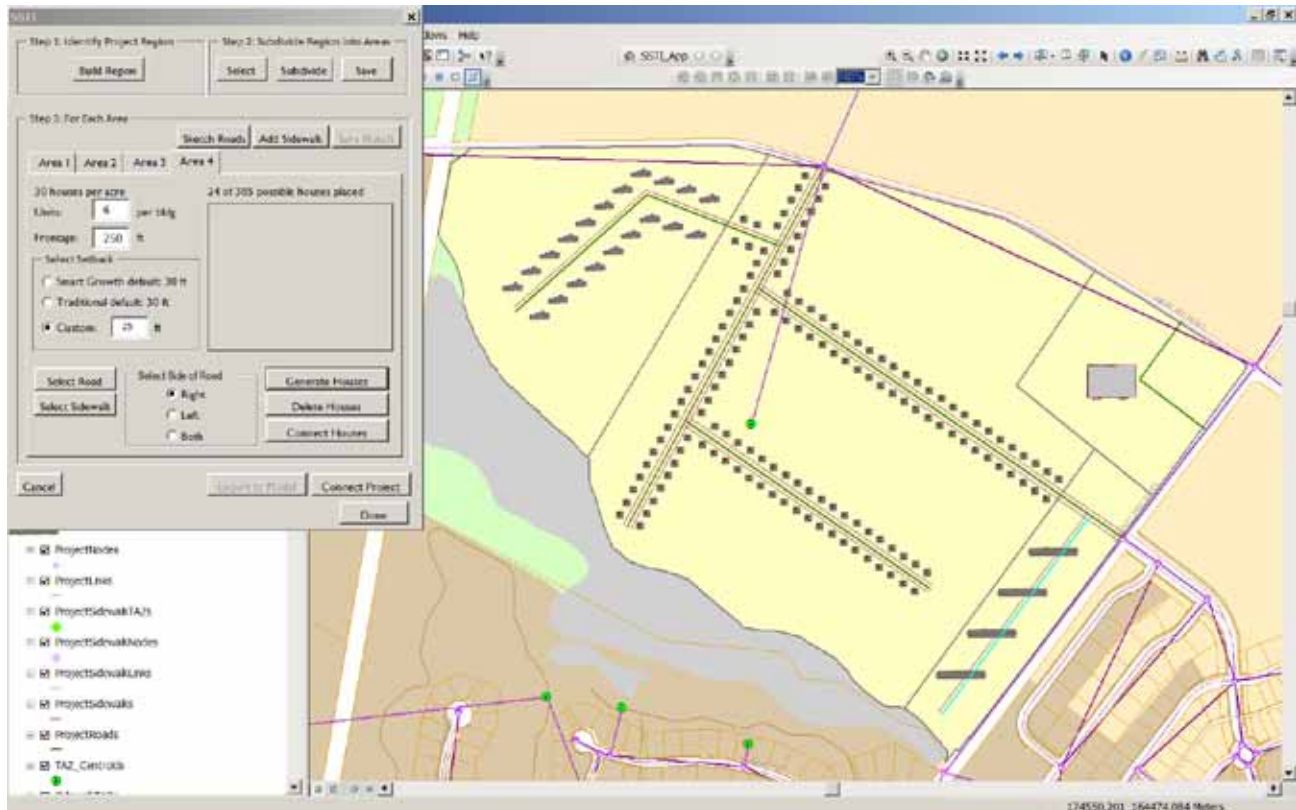 SSTI
Step 1: Identify Project Region
Step 2: Subdivide Region into Areas
Build Region
Select
Subdivide
Save
Help
SSTI_App
Step 3: For Each Area
Sketch Roads
Add Sidewalk
Area 1
Area 2
Area 3
Area 4
30 houses per acre
24 of 385 possible houses placed
Units:
6
per bldg
Frontage:
250
ft
Select Setback
Smart Growth default: 30 ft
Traditional default: 30 ft
Custom:
ft
Select Road
Select Sidewalk
Select Side of Road
Right
Left
Both
Generate Houses
Delete Houses
Connect Houses
Cancel
Connect Project
Close
ProjectNodes
ProjectLinks
ProjectSidewalkTAZs
ProjectSidewalkNodes
ProjectSidewalkLinks
ProjectSidewalks
ProjectRoads
TAZ_Centroids
174550.201 164474.084 Meters